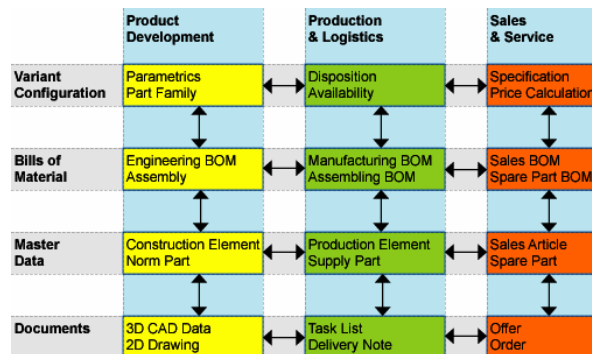 Product
Development
Production
& Logistics
Sales
& Service
Variant
Configuration
Parametrics
Part Family
Disposition
Availability
Specification
Price Calculation
Bills of
Material
Engineering BOM
Assembly
Manufacturing BOM
Assembling BOM
Sales BOM
Spare Part BOM
Master
Data
Construction Element
Norm Part
Production Element
Supply Part
Sales Article
Spare Part
Documents
3D CAD Data
2D Drawing
Task List
Delivery Note
Offer
Order